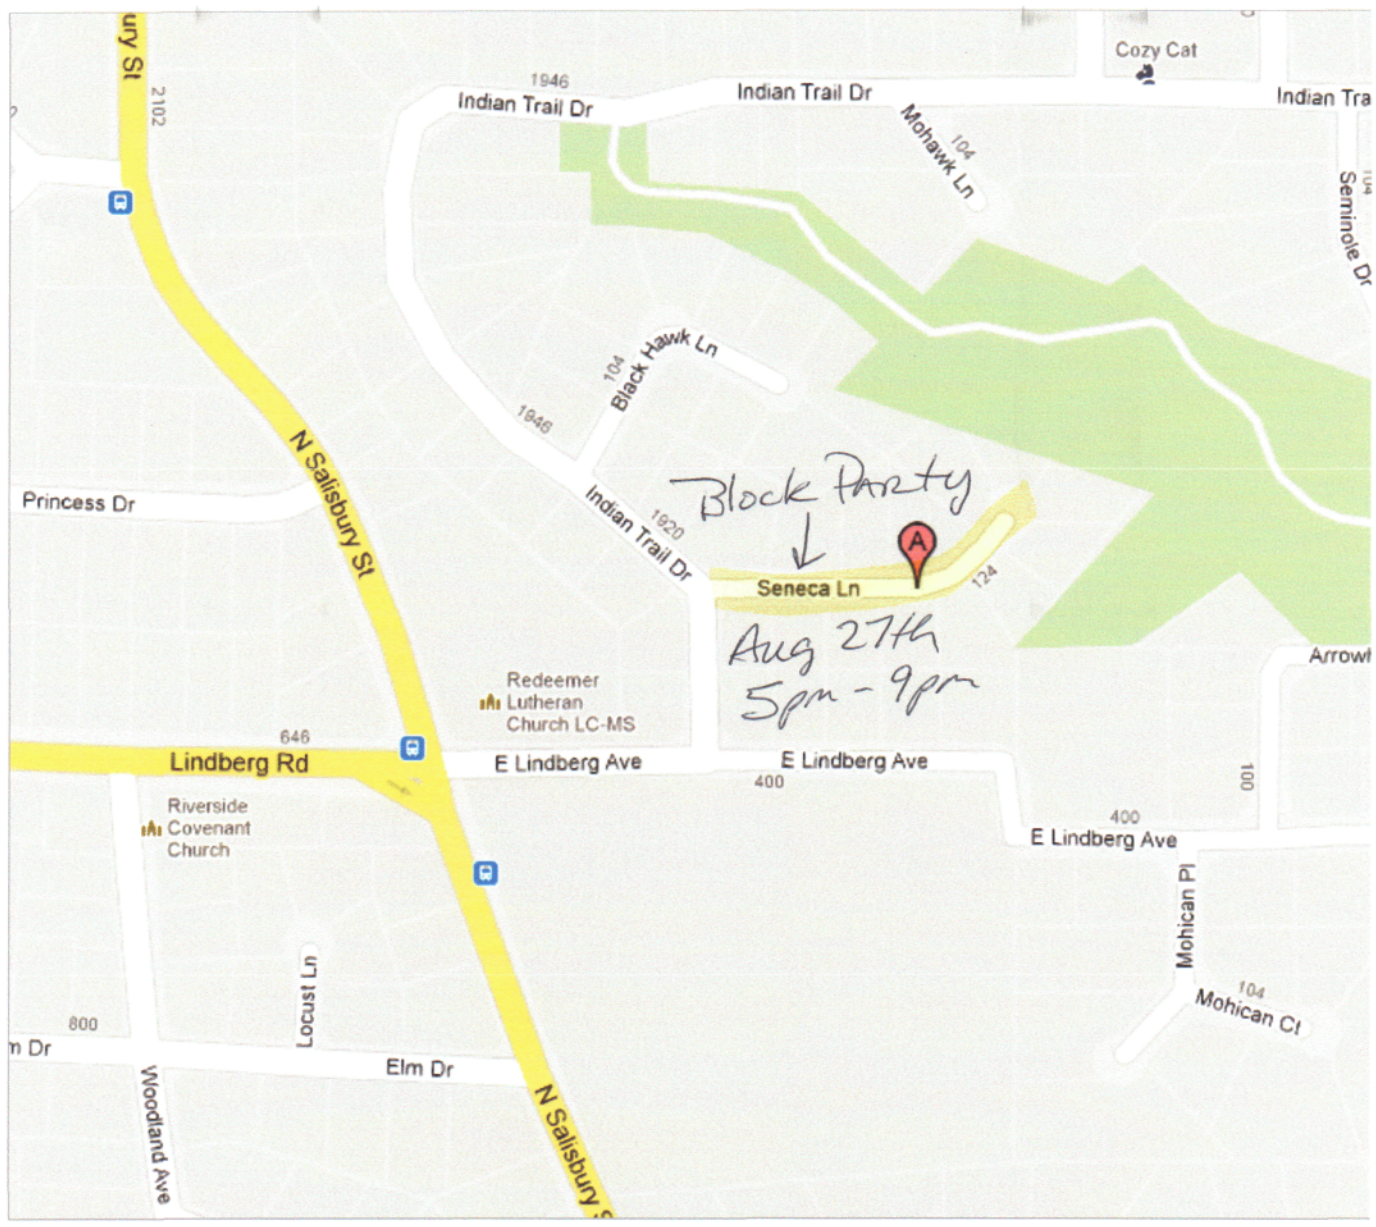 ury St
2102
Cozy Cat
1946
Indian Trail Dr
Indian Trail Dr
Indian Tra
104
Mohawk Ln
104
Seminole Dr
104
Black Hawk Ln
1946
N Salisbury St
Princess Dr
Block Party
1920
Indian Trail Dr
A
Seneca Ln
124
Aug 27th
5pm - 9pm
Arrowh
Redeemer
Lutheran
Church LC-MS
646
Lindberg Rd
E Lindberg Ave
E Lindberg Ave
400
100
400
E Lindberg Ave
Riverside
Covenant
Church
Mohican Pl
Locust Ln
104
Mohican Ct
800
m Dr
Elm Dr
Woodland Ave
N Salisbury S